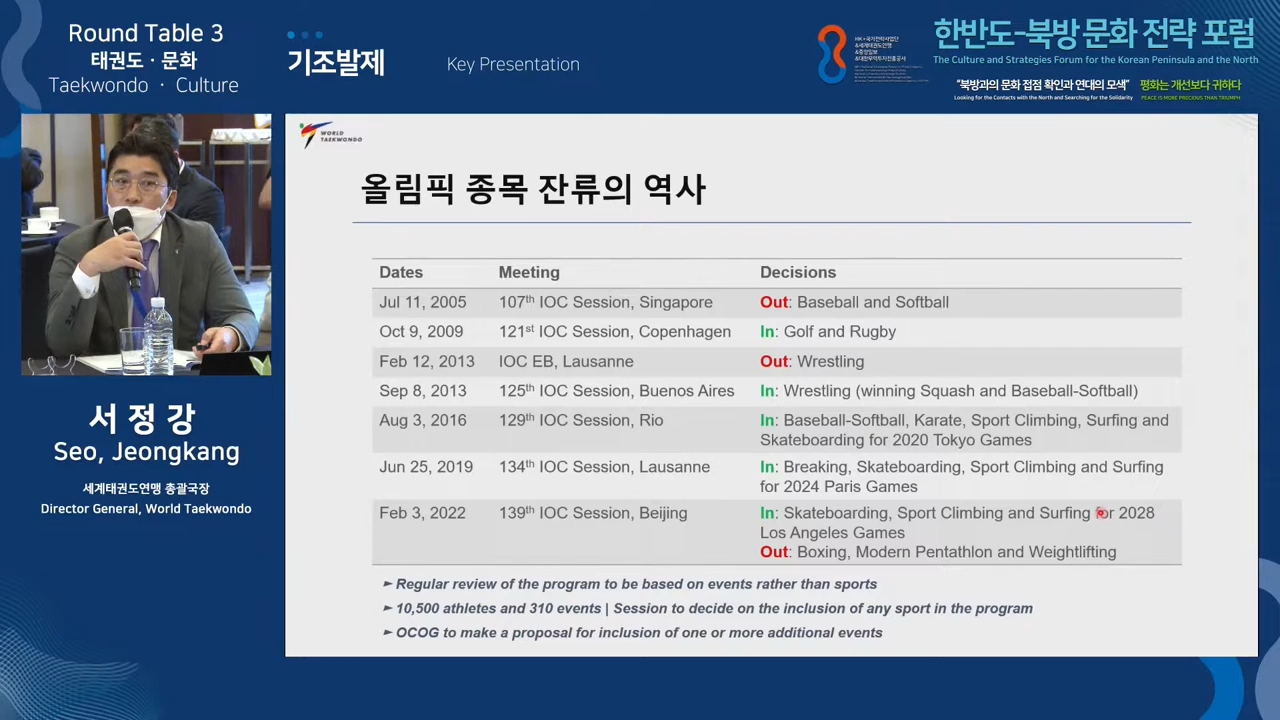 Round Table 3
태권도 · 문화
Taekwondo · Culture
기조발제
Key Presentation
한반도-북방 문화 전략 포럼
The Culture and Strategies Forum for the Korean Peninsula and the North
“북방과의 문화 접점 확인과 연대의 모색”
평화는 개선보다 귀하다
Looking for the Contacts with the North and Searching for the Solidarity
PEACE IS MORE PRECIOUS THAN TRIUMPH
WORLD
TAEKWONDO
올림픽 종목 잔류의 역사
Dates Meeting Decisions
Jul 11, 2005 107th IOC Session, Singapore Out: Baseball and Softball
Oct 9, 2009 121st IOC Session, Copenhagen In: Golf and Rugby
Feb 12, 2013 IOC EB, Lausanne Out: Wrestling
Sep 8, 2013 125th IOC Session, Buenos Aires In: Wrestling (winning Squash and Baseball-Softball)
Aug 3, 2016 129th IOC Session, Rio In: Baseball-Softball, Karate, Sport Climbing, Surfing and
Skateboarding for 2020 Tokyo Games
Jun 25, 2019 134th IOC Session, Lausanne In: Breaking, Skateboarding, Sport Climbing and Surfing
for 2024 Paris Games
Feb 3, 2022 139th IOC Session, Beijing In: Skateboarding, Sport Climbing and Surfing for 2028
Los Angeles Games
Out: Boxing, Modern Pentathlon and Weightlifting
► Regular review of the program to be based on events rather than sports
► 10,500 athletes and 310 events | Session to decide on the inclusion of any sport in the program
► OCOG to make a proposal for inclusion of one or more additional events
서 정 강
Seo, Jeongkang
세계태권도연맹 총괄국장
Director General, World Taekwondo